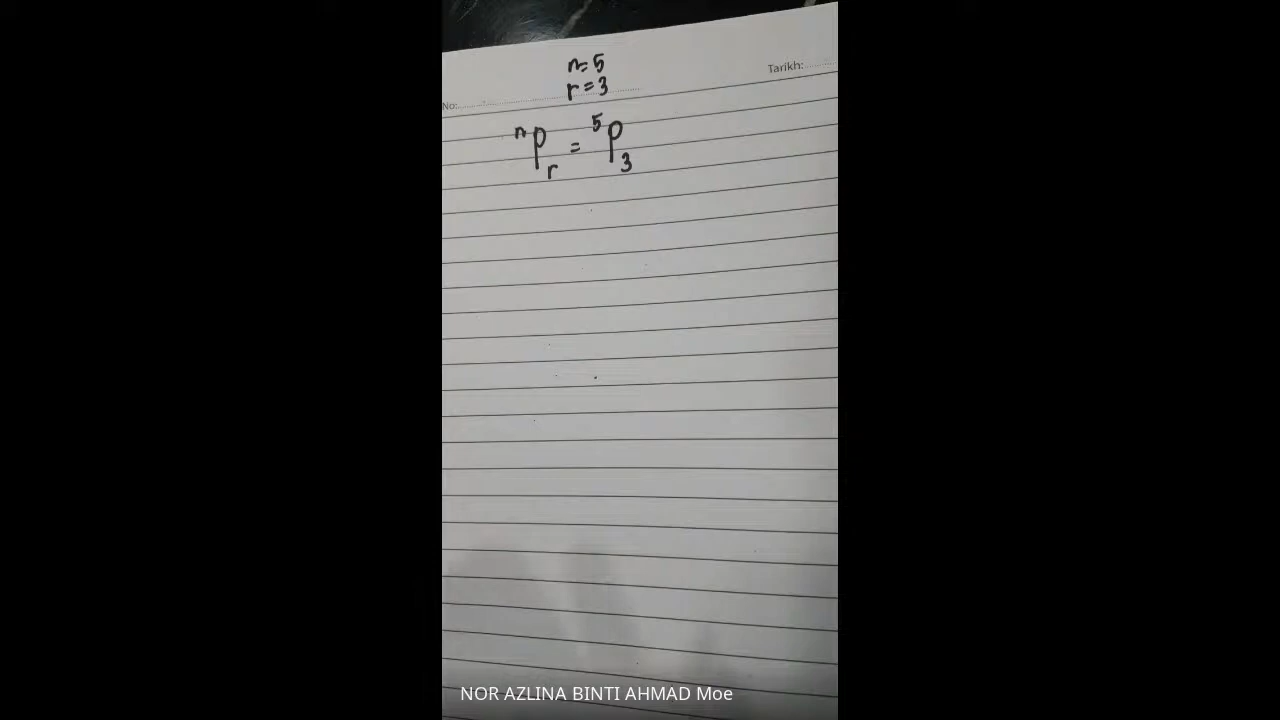 n=5
r=3
Tarikh:
No:
ⁿPᵣ = ⁵P₃
NOR AZLINA BINTI AHMAD Moe